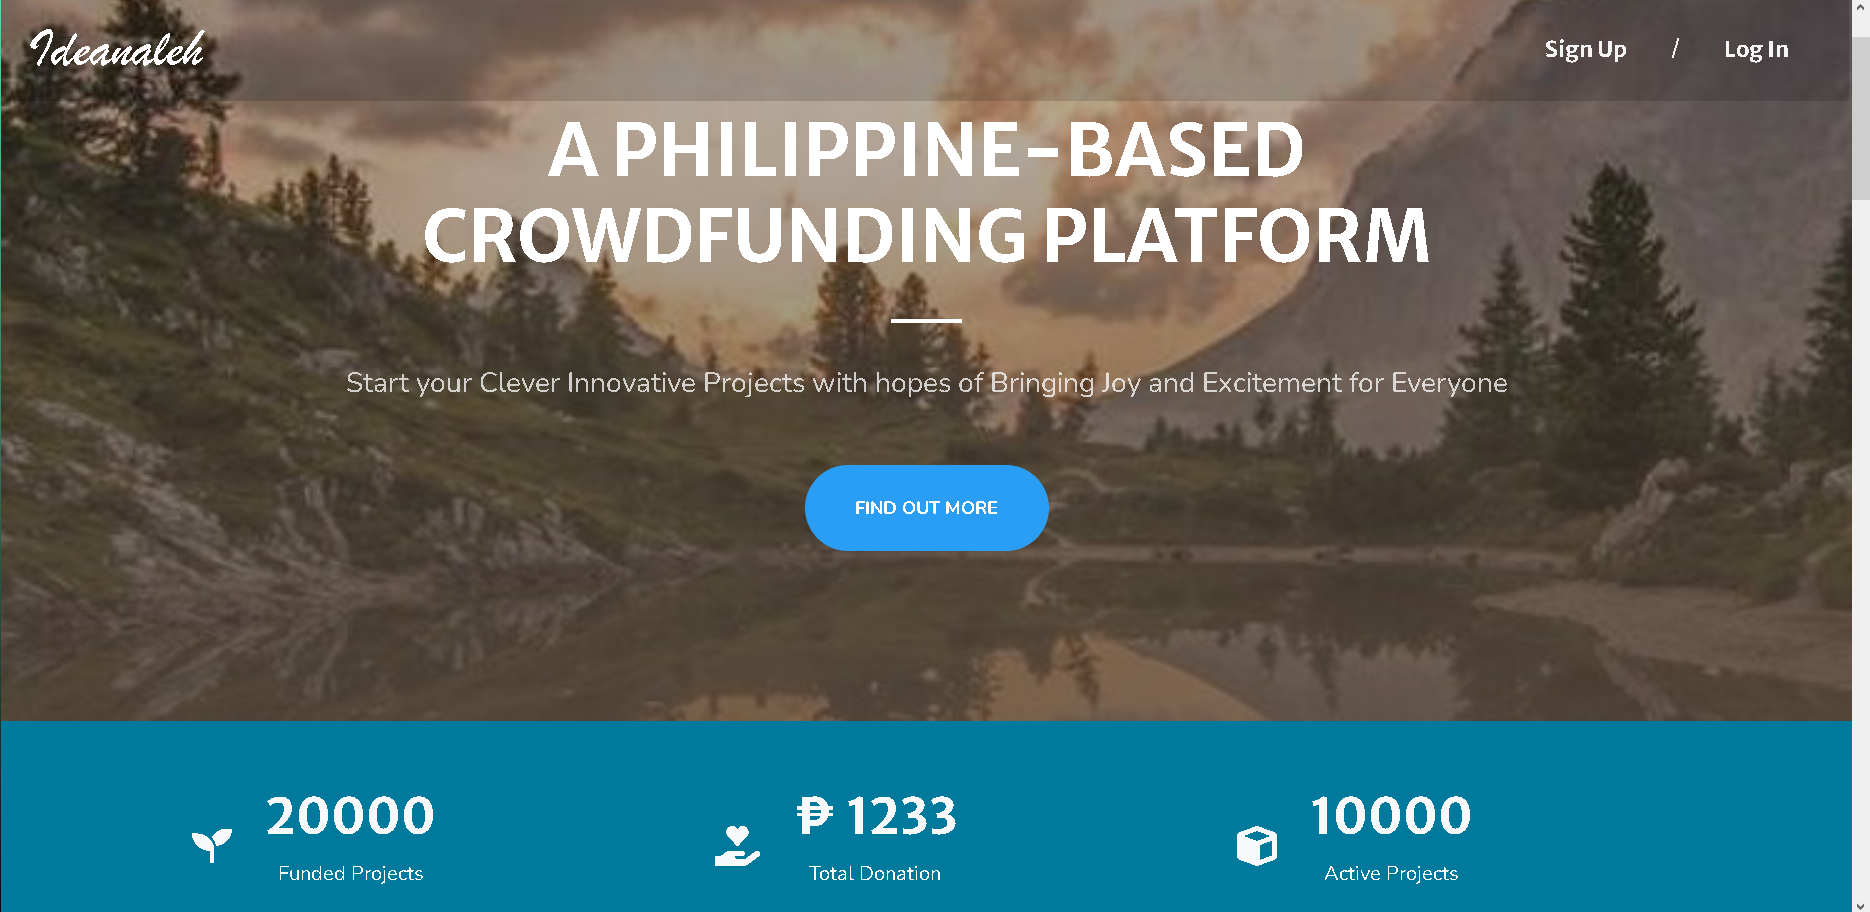 Ideanaleh
Sign Up / Log In
A PHILIPPINE-BASED
CROWDFUNDING PLATFORM
Start your Clever Innovative Projects with hopes of Bringing Joy and Excitement for Everyone
FIND OUT MORE
20000
Funded Projects
₱ 1233
Total Donation
10000
Active Projects